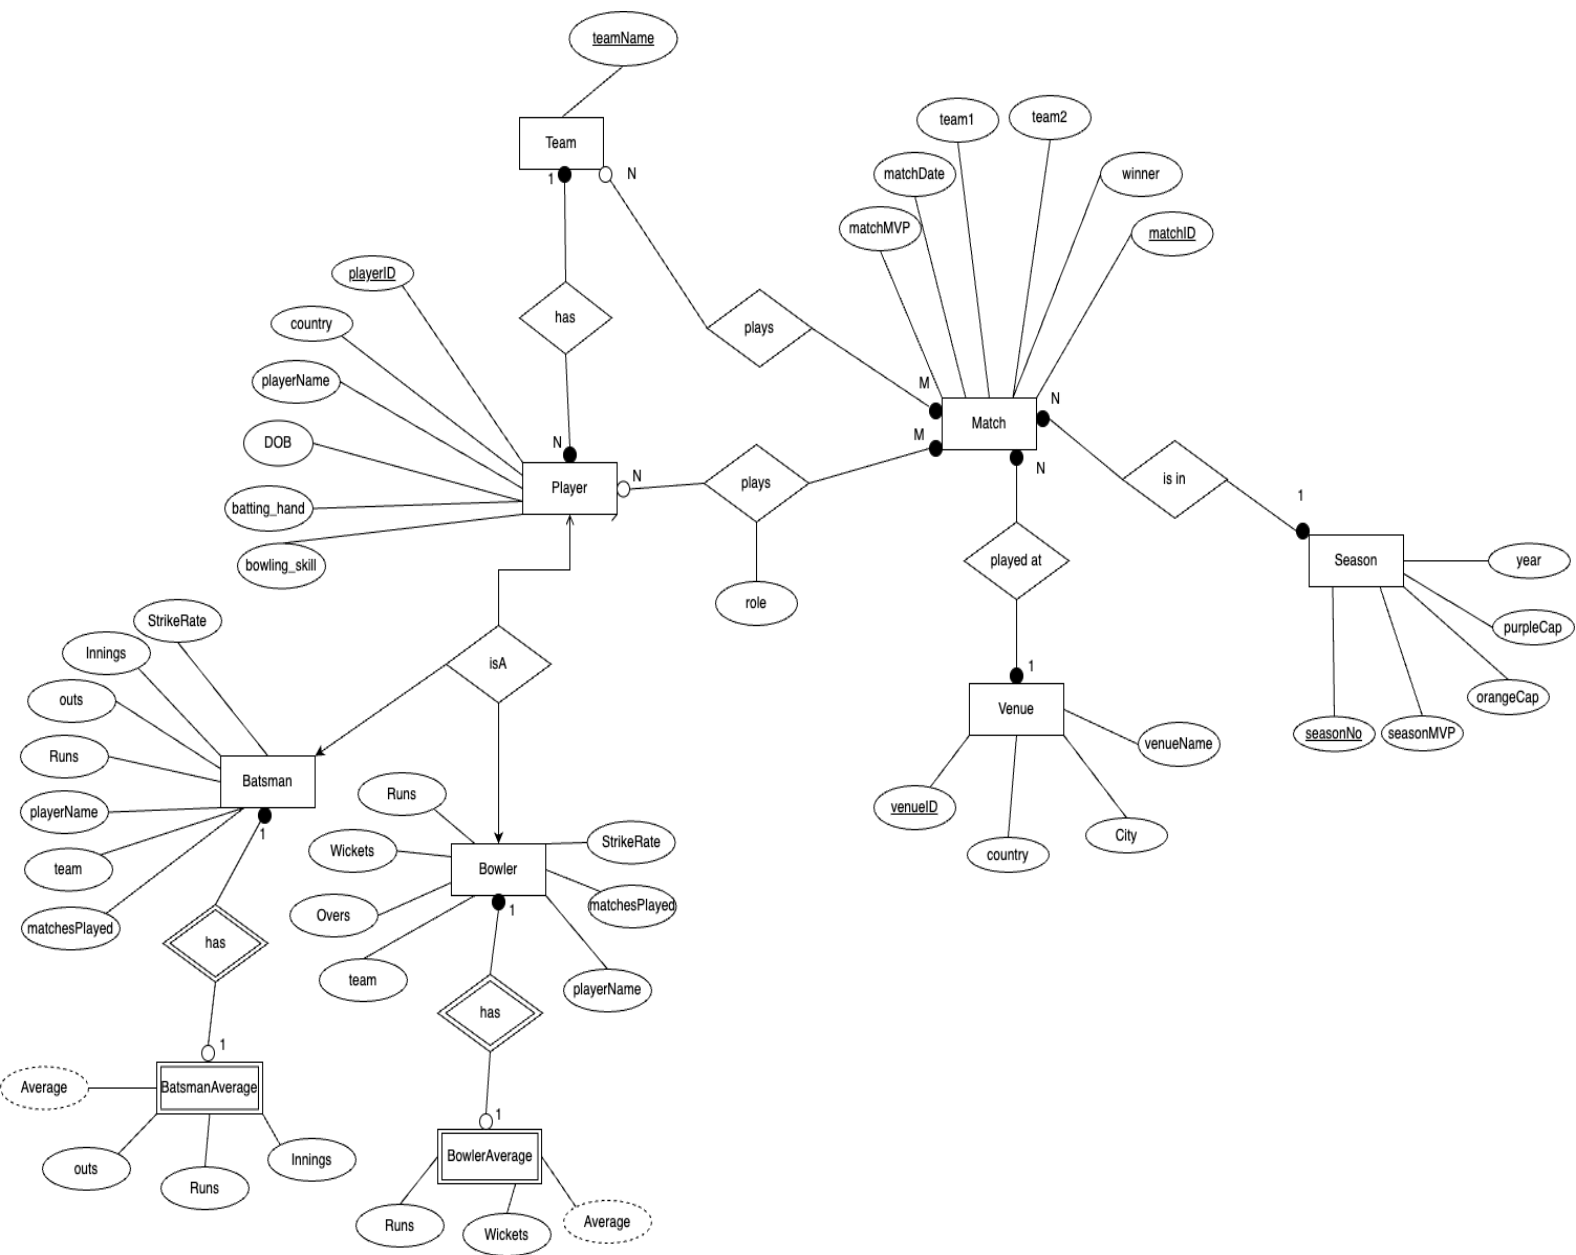 teamName
Team
1
N
team1
team2
matchDate
winner
matchMVP
matchID
playerID
country
has
plays
playerName
M
N
Match
DOB
N
M
N
N
Player
plays
is in
1
batting_hand
bowling_skill
played at
Season
year
role
StrikeRate
purpleCap
Innings
isA
1
orangeCap
outs
Venue
seasonNo
seasonMVP
venueName
Runs
Batsman
Runs
venueID
playerName
1
City
StrikeRate
Wickets
country
team
Bowler
matchesPlayed
Overs
1
matchesPlayed
has
team
playerName
has
1
Average
BatsmanAverage
1
outs
Innings
BowlerAverage
Runs
Runs
Wickets
Average